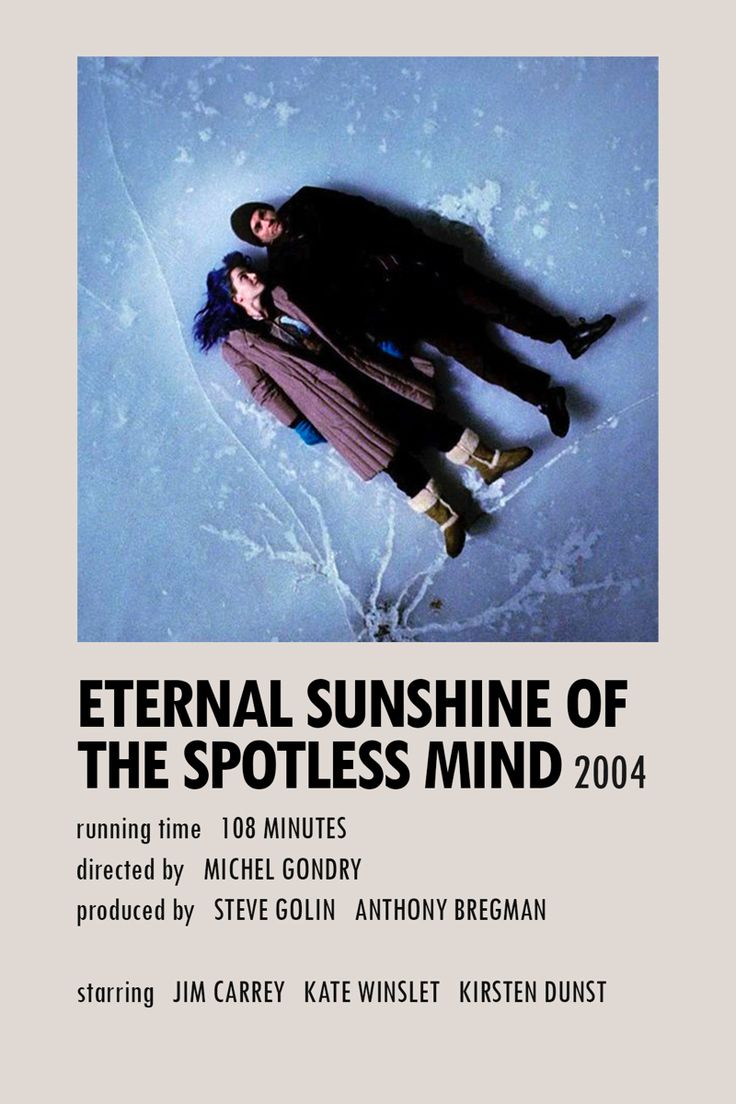 ETERNAL SUNSHINE OF
THE SPOTLESS MIND 2004
running time 108 MINUTES
directed by MICHEL GONDRY
produced by STEVE GOLIN ANTHONY BREGMAN
starring JIM CARREY KATE WINSLET KIRSTEN DUNST